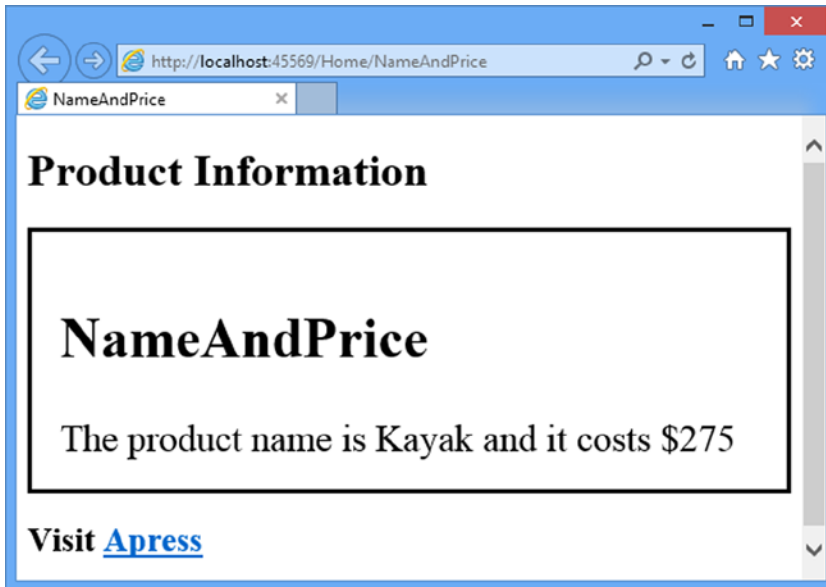 http://localhost:45569/Home/NameAndPrice
NameAndPrice
Product Information
NameAndPrice
The product name is Kayak and it costs $275
Visit Apress